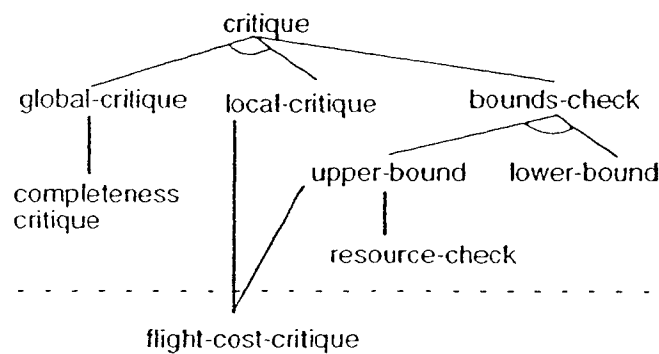 critique
global-critique local-critique bounds-check
upper-bound lower-bound
completeness
critique
resource-check
flight-cost-critique